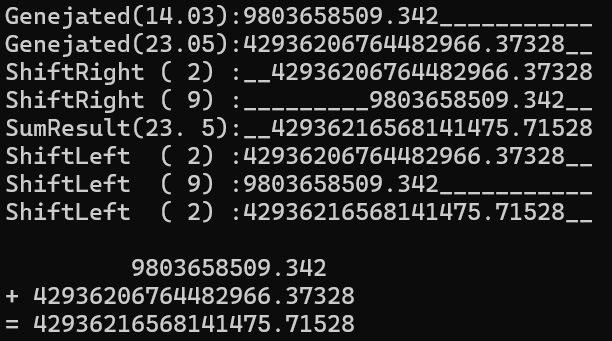 Genejated(14.03):9803658509.342___________
Genejated(23.05):42936206764482966.37328__
ShiftRight ( 2) :__42936206764482966.37328
ShiftRight ( 9) :_________9803658509.342__
SumResult(23. 5):__42936216568141475.71528
ShiftLeft  ( 2) :42936206764482966.37328__
ShiftLeft  ( 9) :9803658509.342___________
ShiftLeft  ( 2) :42936216568141475.71528__
         9803658509.342
+ 42936206764482966.37328
= 42936216568141475.71528